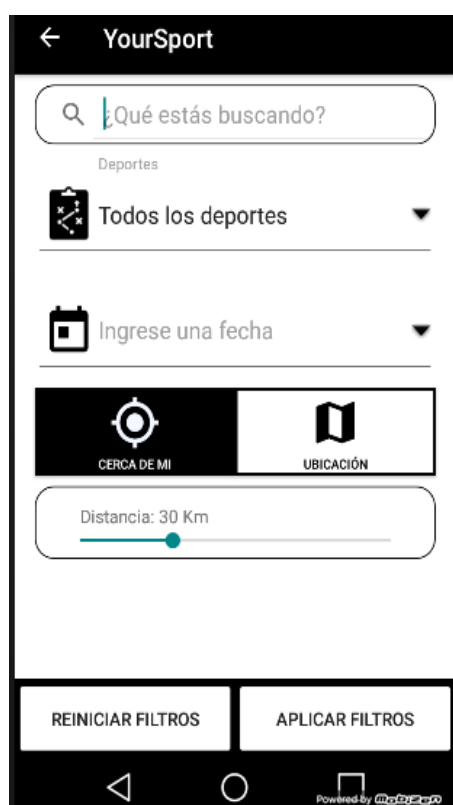 YourSport
¿Qué estás buscando?
Deportes
Todos los deportes
Ingrese una fecha
CERCA DE MI
UBICACIÓN
Distancia: 30 Km
REINICIAR FILTROS
APLICAR FILTROS
Powered by Mobizen